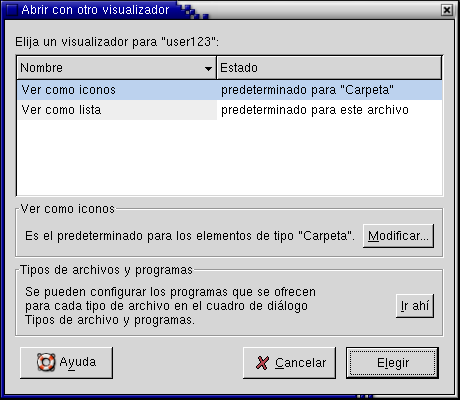 Abrir con otro visualizador
Elija un visualizador para "user123":
Nombre Estado
Ver como iconos predeterminado para "Carpeta"
Ver como lista predeterminado para este archivo
Ver como iconos
Es el predeterminado para los elementos de tipo "Carpeta". Modificar...
Tipos de archivos y programas
Se pueden configurar los programas que se ofrecen
para cada tipo de archivo en el cuadro de diálogo
Tipos de archivo y programas.
Ir ahí
Ayuda Cancelar Elegir